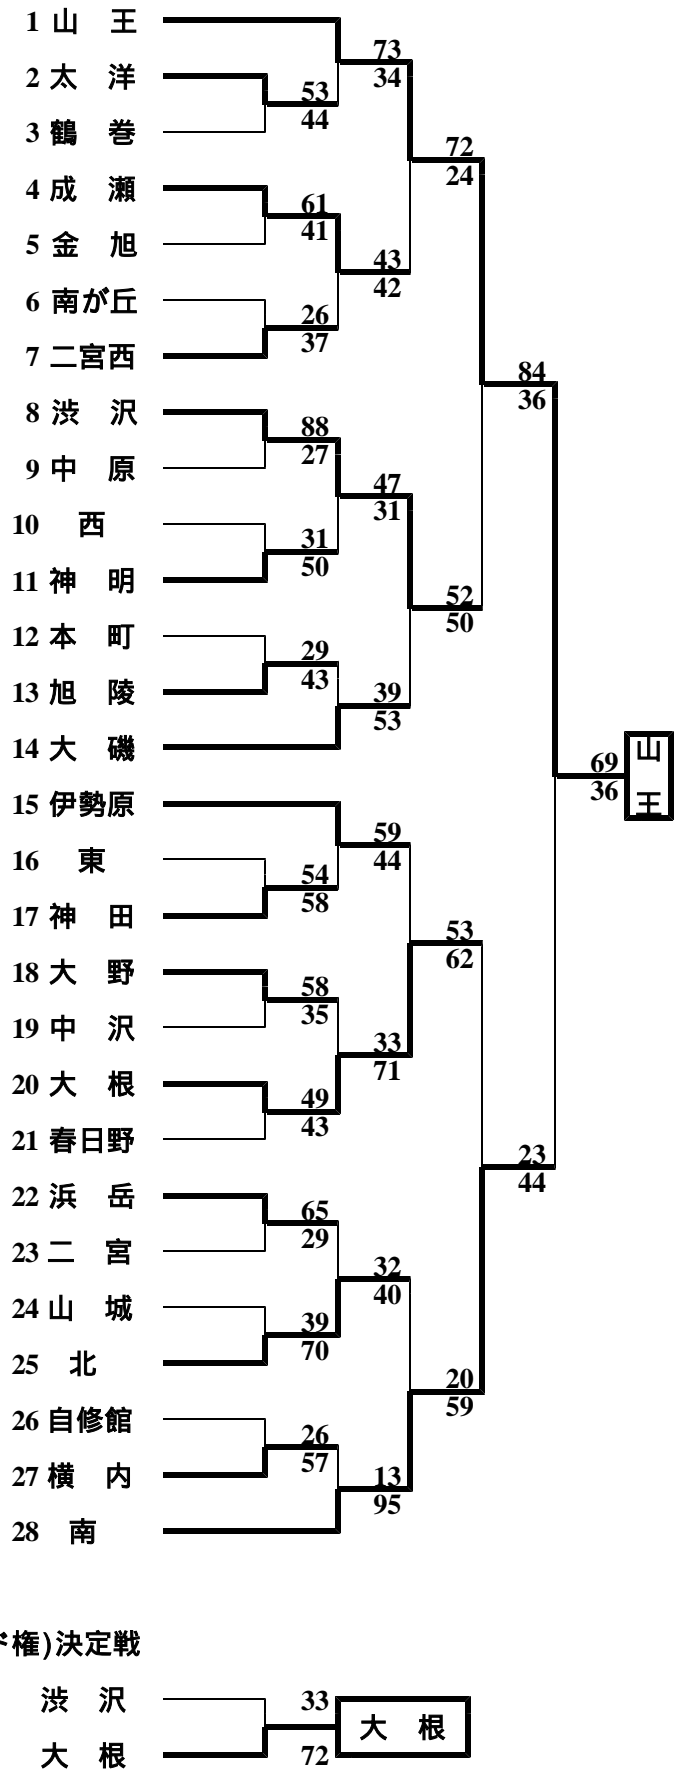 1 山 王
73
34
2 太 洋
53
44
3 鶴 巻
72
24
4 成 瀬
61
41
5 金 旭
43
42
6 南が丘
26
37
7 二宮西
84
36
8 渋 沢
88
27
9 中 原
47
31
10 西
31
50
11 神 明
52
50
12 本 町
29
43
13 旭 陵
39
53
14 大 磯
69
36
山王
15 伊勢原
59
44
16 東
54
58
17 神 田
53
62
18 大 野
58
35
19 中 沢
33
71
20 大 根
49
43
21 春日野
23
44
22 浜 岳
65
29
23 二 宮
32
40
24 山 城
39
70
25 北
20
59
26 自修館
26
57
27 横 内
13
95
28 南
権)決定戦
渋 沢
33
大 根
大 根
72